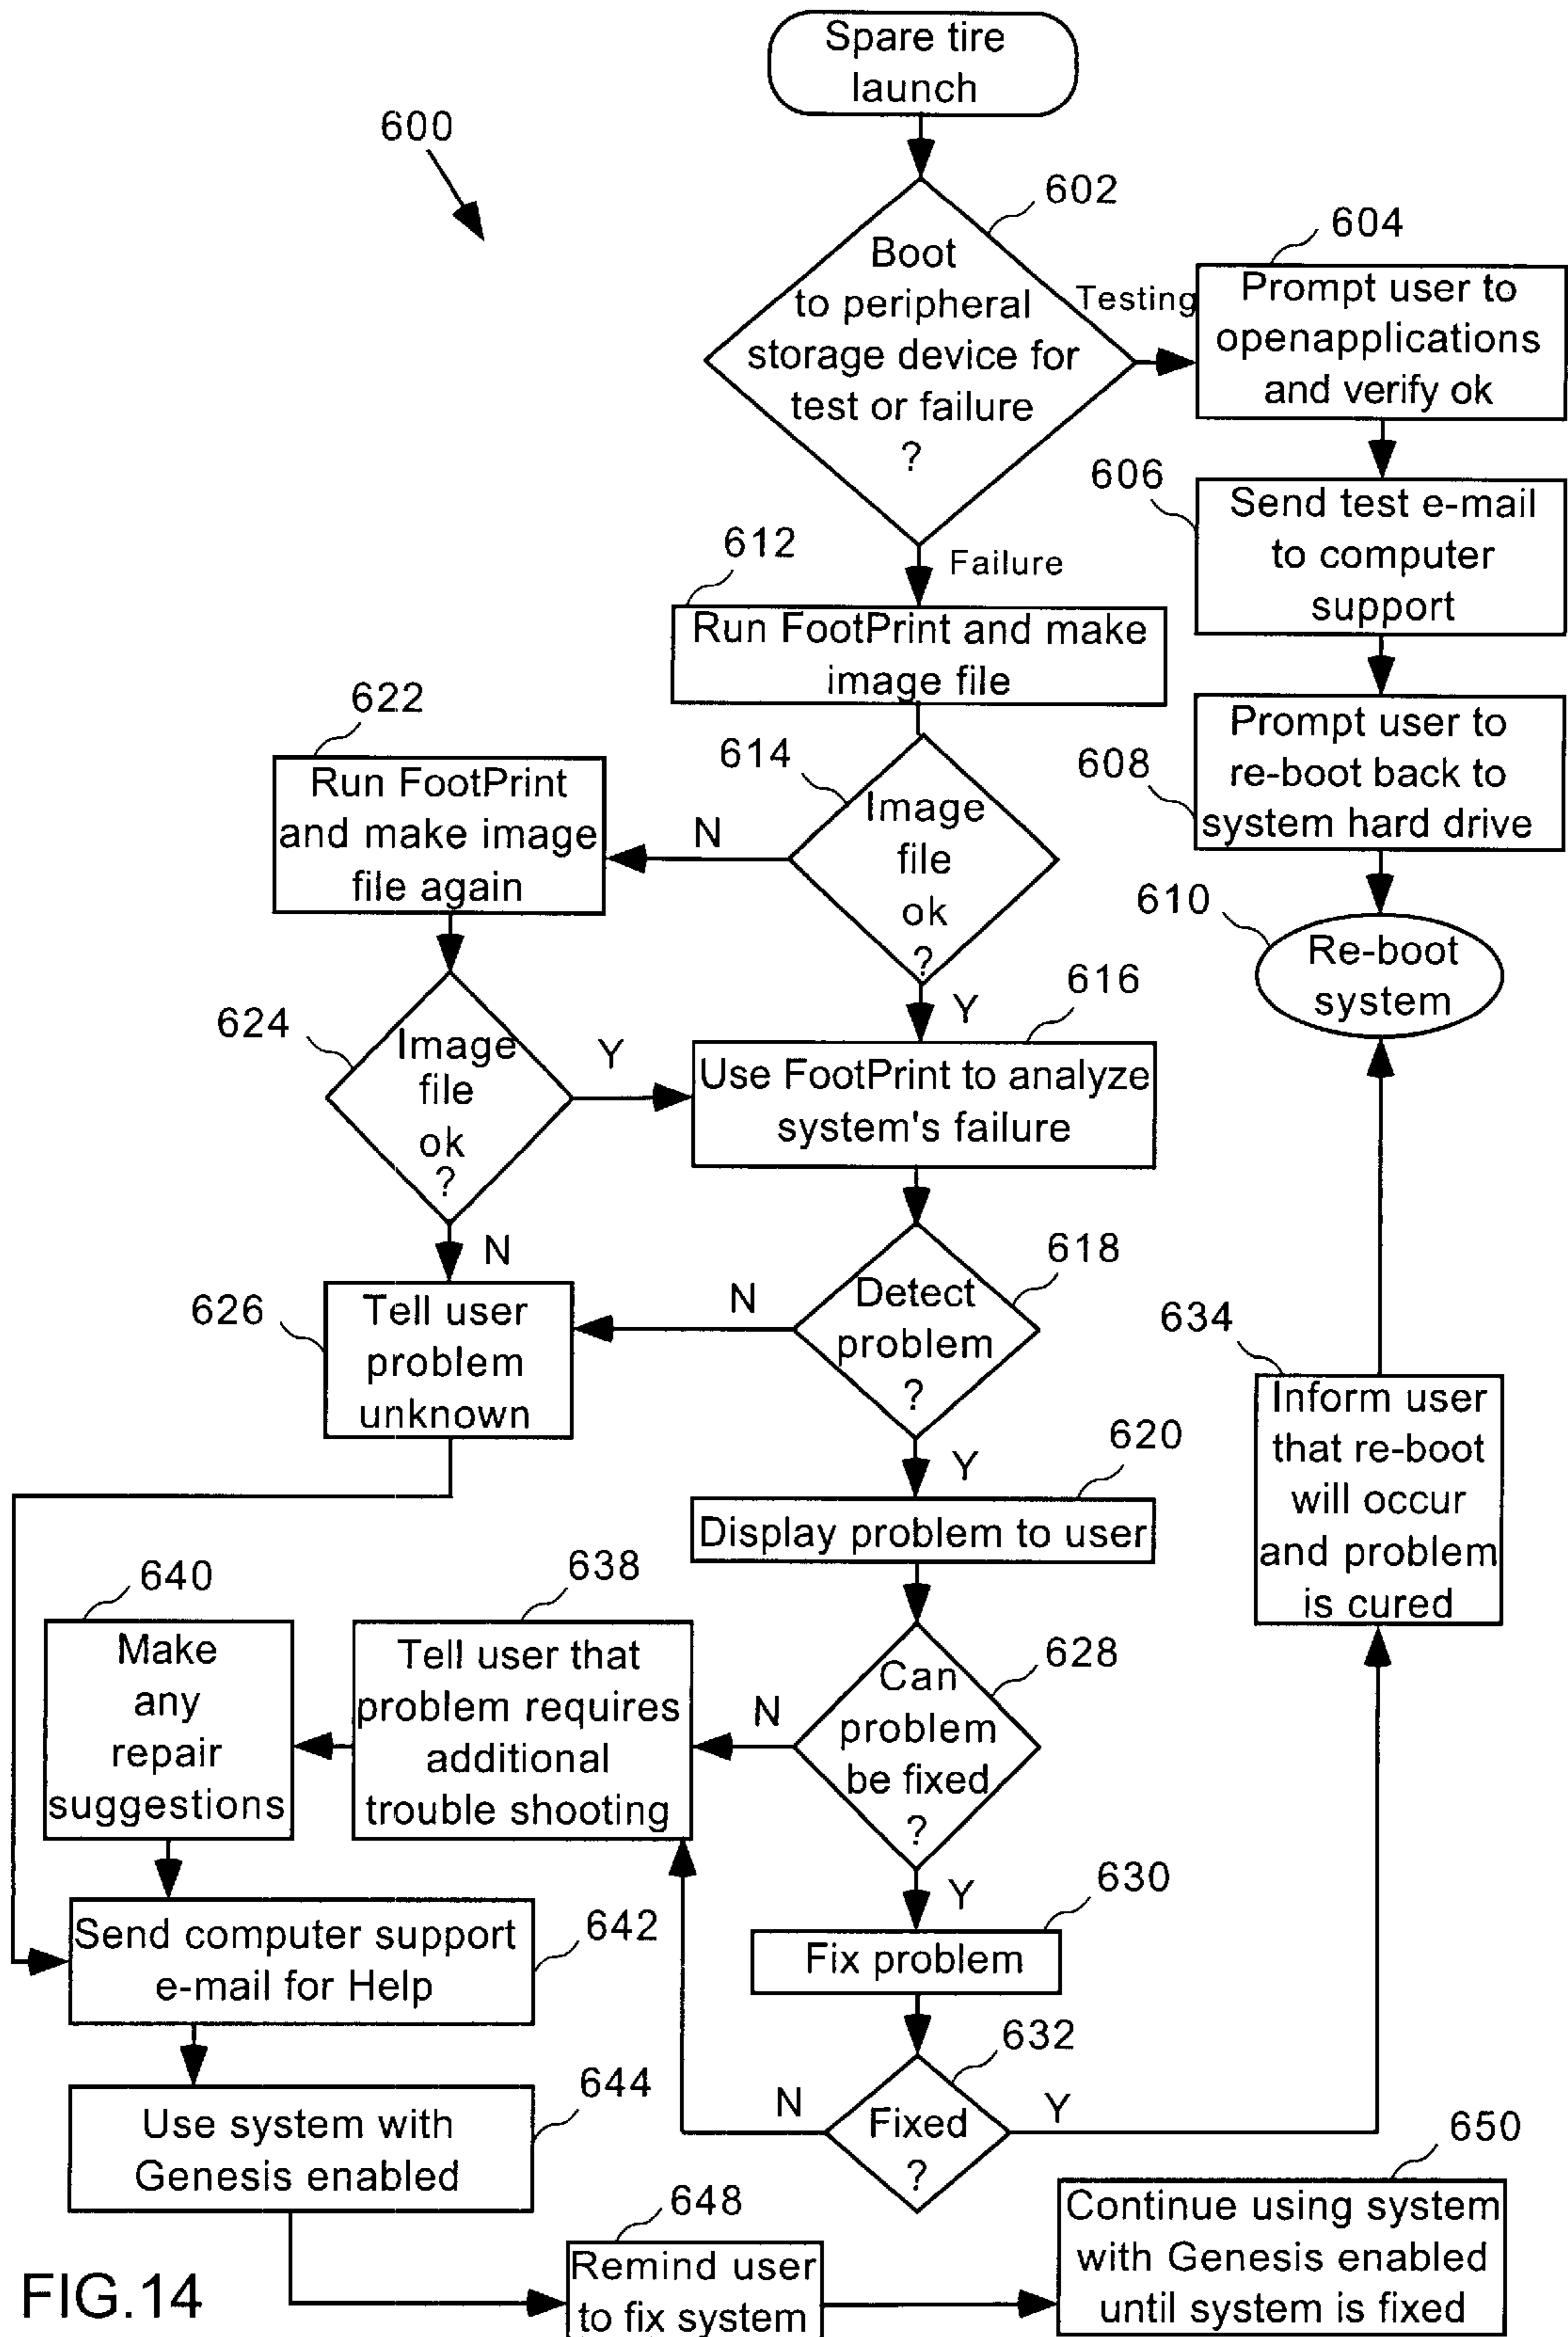 Spare tire
launch
600
602
Boot
to peripheral
storage device for
test or failure
?
Testing
604
Prompt user to
openapplications
and verify ok
606
Send test e-mail
to computer
support
Failure
612
Run FootPrint and make
image file
608
Prompt user to
re-boot back to
system hard drive
622
Run FootPrint
and make image
file again
614
Image
file
ok
?
N
Y
610
Re-boot
system
624
Image
file
ok
?
Y
N
616
Use FootPrint to analyze
system's failure
618
Detect
problem
?
N
Y
626
Tell user
problem
unknown
634
Inform user
that re-boot
will occur
and problem
is cured
620
Display problem to user
640
Make
any
repair
suggestions
638
Tell user that
problem requires
additional
trouble shooting
628
Can
problem
be fixed
?
N
Y
630
Fix problem
642
Send computer support
e-mail for Help
632
Fixed
?
N
Y
644
Use system with
Genesis enabled
648
Remind user
to fix system
650
Continue using system
with Genesis enabled
until system is fixed
FIG.14